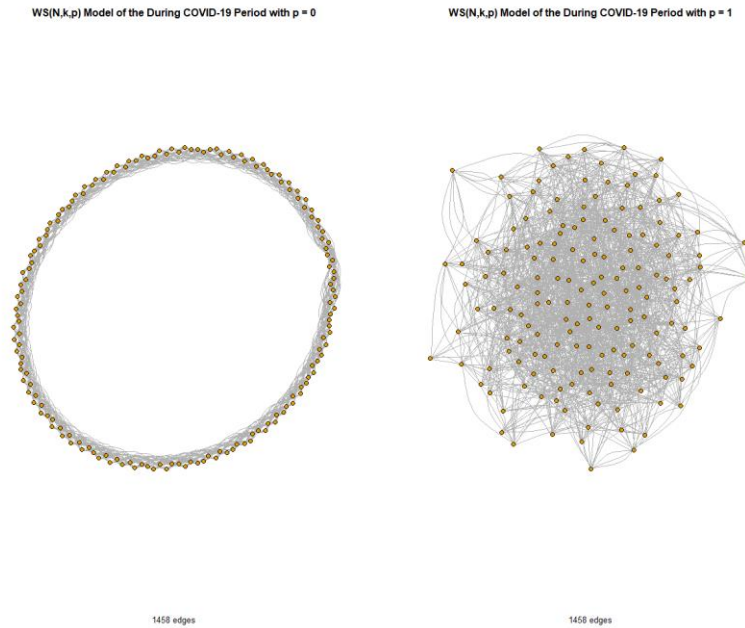 WS(N,k,p) Model of the During COVID-19 Period with p = 0
WS(N,k,p) Model of the During COVID-19 Period with p = 1
1458 edges
1458 edges